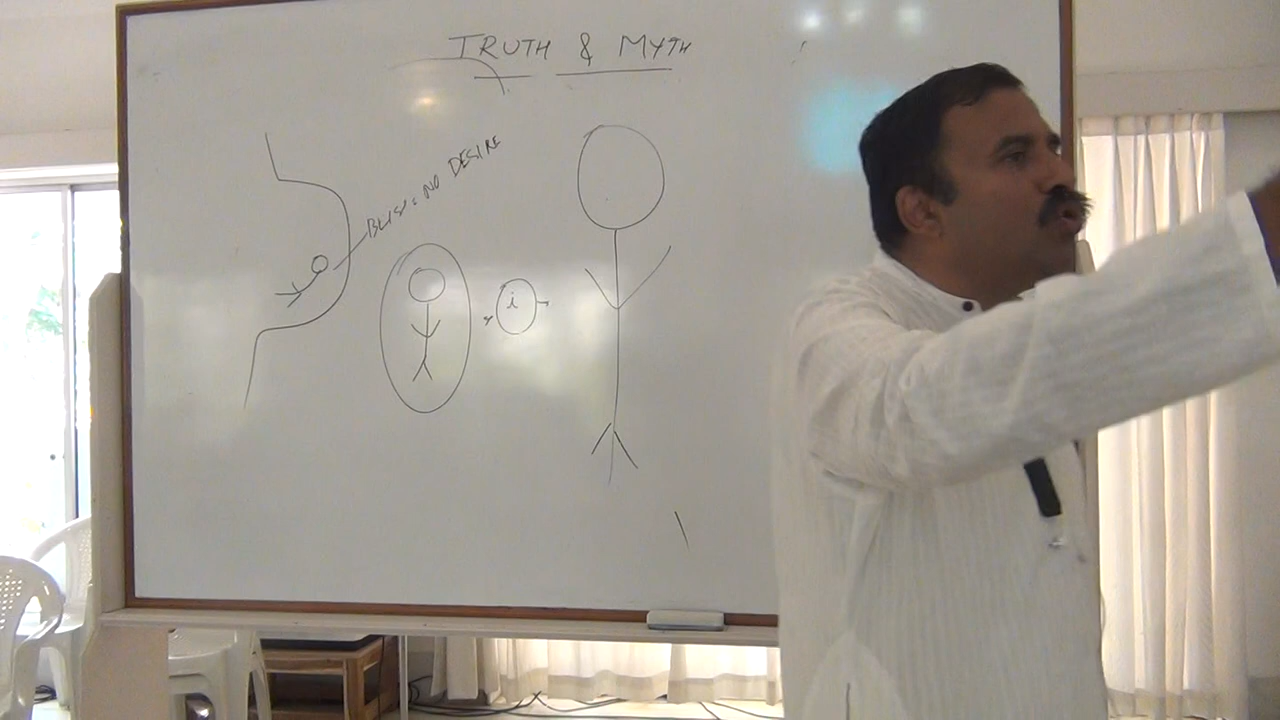 TRUTH & MYTH
BLISS = NO DESIRE
i